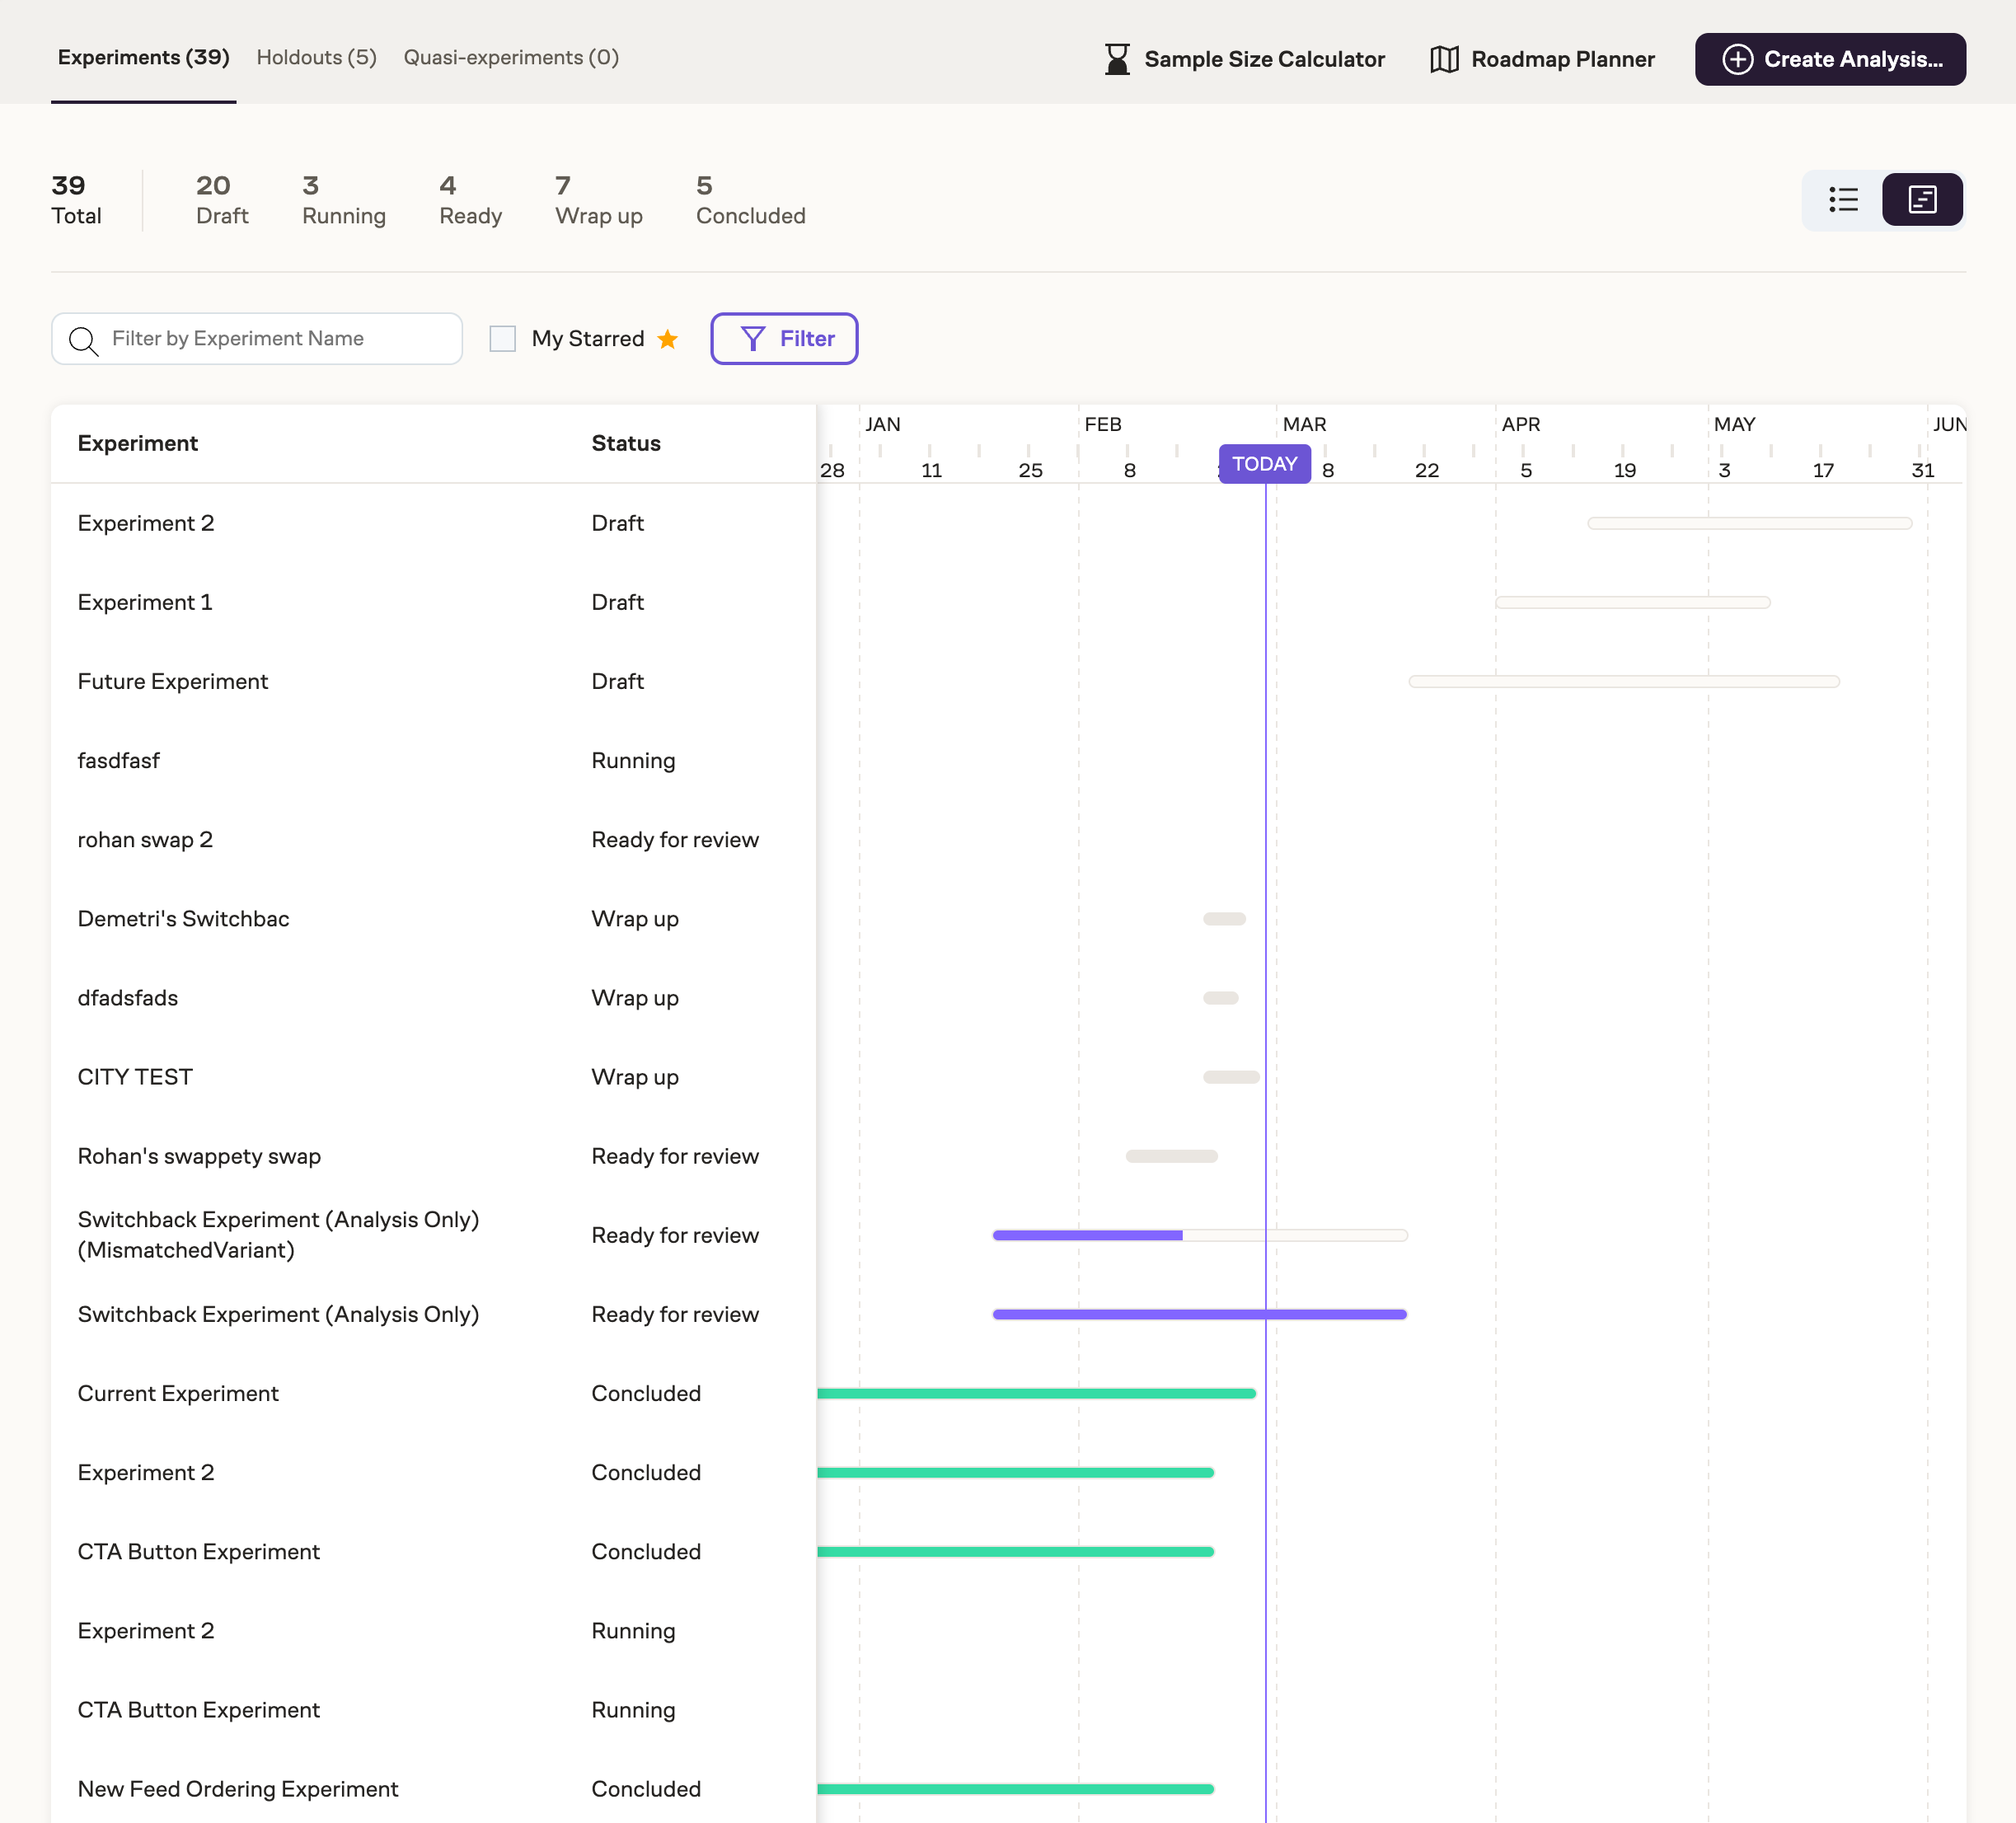 Experiments (39) Holdouts (5) Quasi-experiments (0) Sample Size Calculator Roadmap Planner Create Analysis...
39 20 3 4 7 5
Total Draft Running Ready Wrap up Concluded
Filter by Experiment Name My Starred Filter
JAN FEB MAR APR MAY JUN
Experiment Status
TODAY
28 11 25 8 8 22 5 19 3 17 31
Experiment 2 Draft
Experiment 1 Draft
Future Experiment Draft
fasdfasf Running
rohan swap 2 Ready for review
Demetri's Switchbac Wrap up
dfadsfads Wrap up
CITY TEST Wrap up
Rohan's swappety swap Ready for review
Switchback Experiment (Analysis Only)
(MismatchedVariant) Ready for review
Switchback Experiment (Analysis Only) Ready for review
Current Experiment Concluded
Experiment 2 Concluded
CTA Button Experiment Concluded
Experiment 2 Running
CTA Button Experiment Running
New Feed Ordering Experiment Concluded